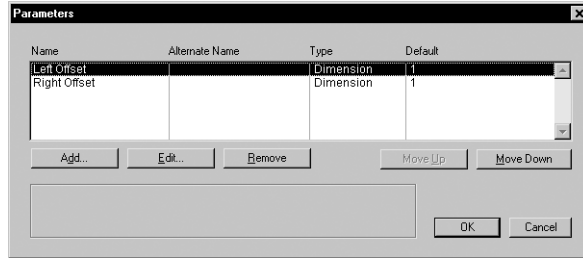 Parameters
Name Alternate Name Type Default
Left Offset Dimension 1
Right Offset Dimension 1
Add... Edit... Remove Move Up Move Down
OK Cancel